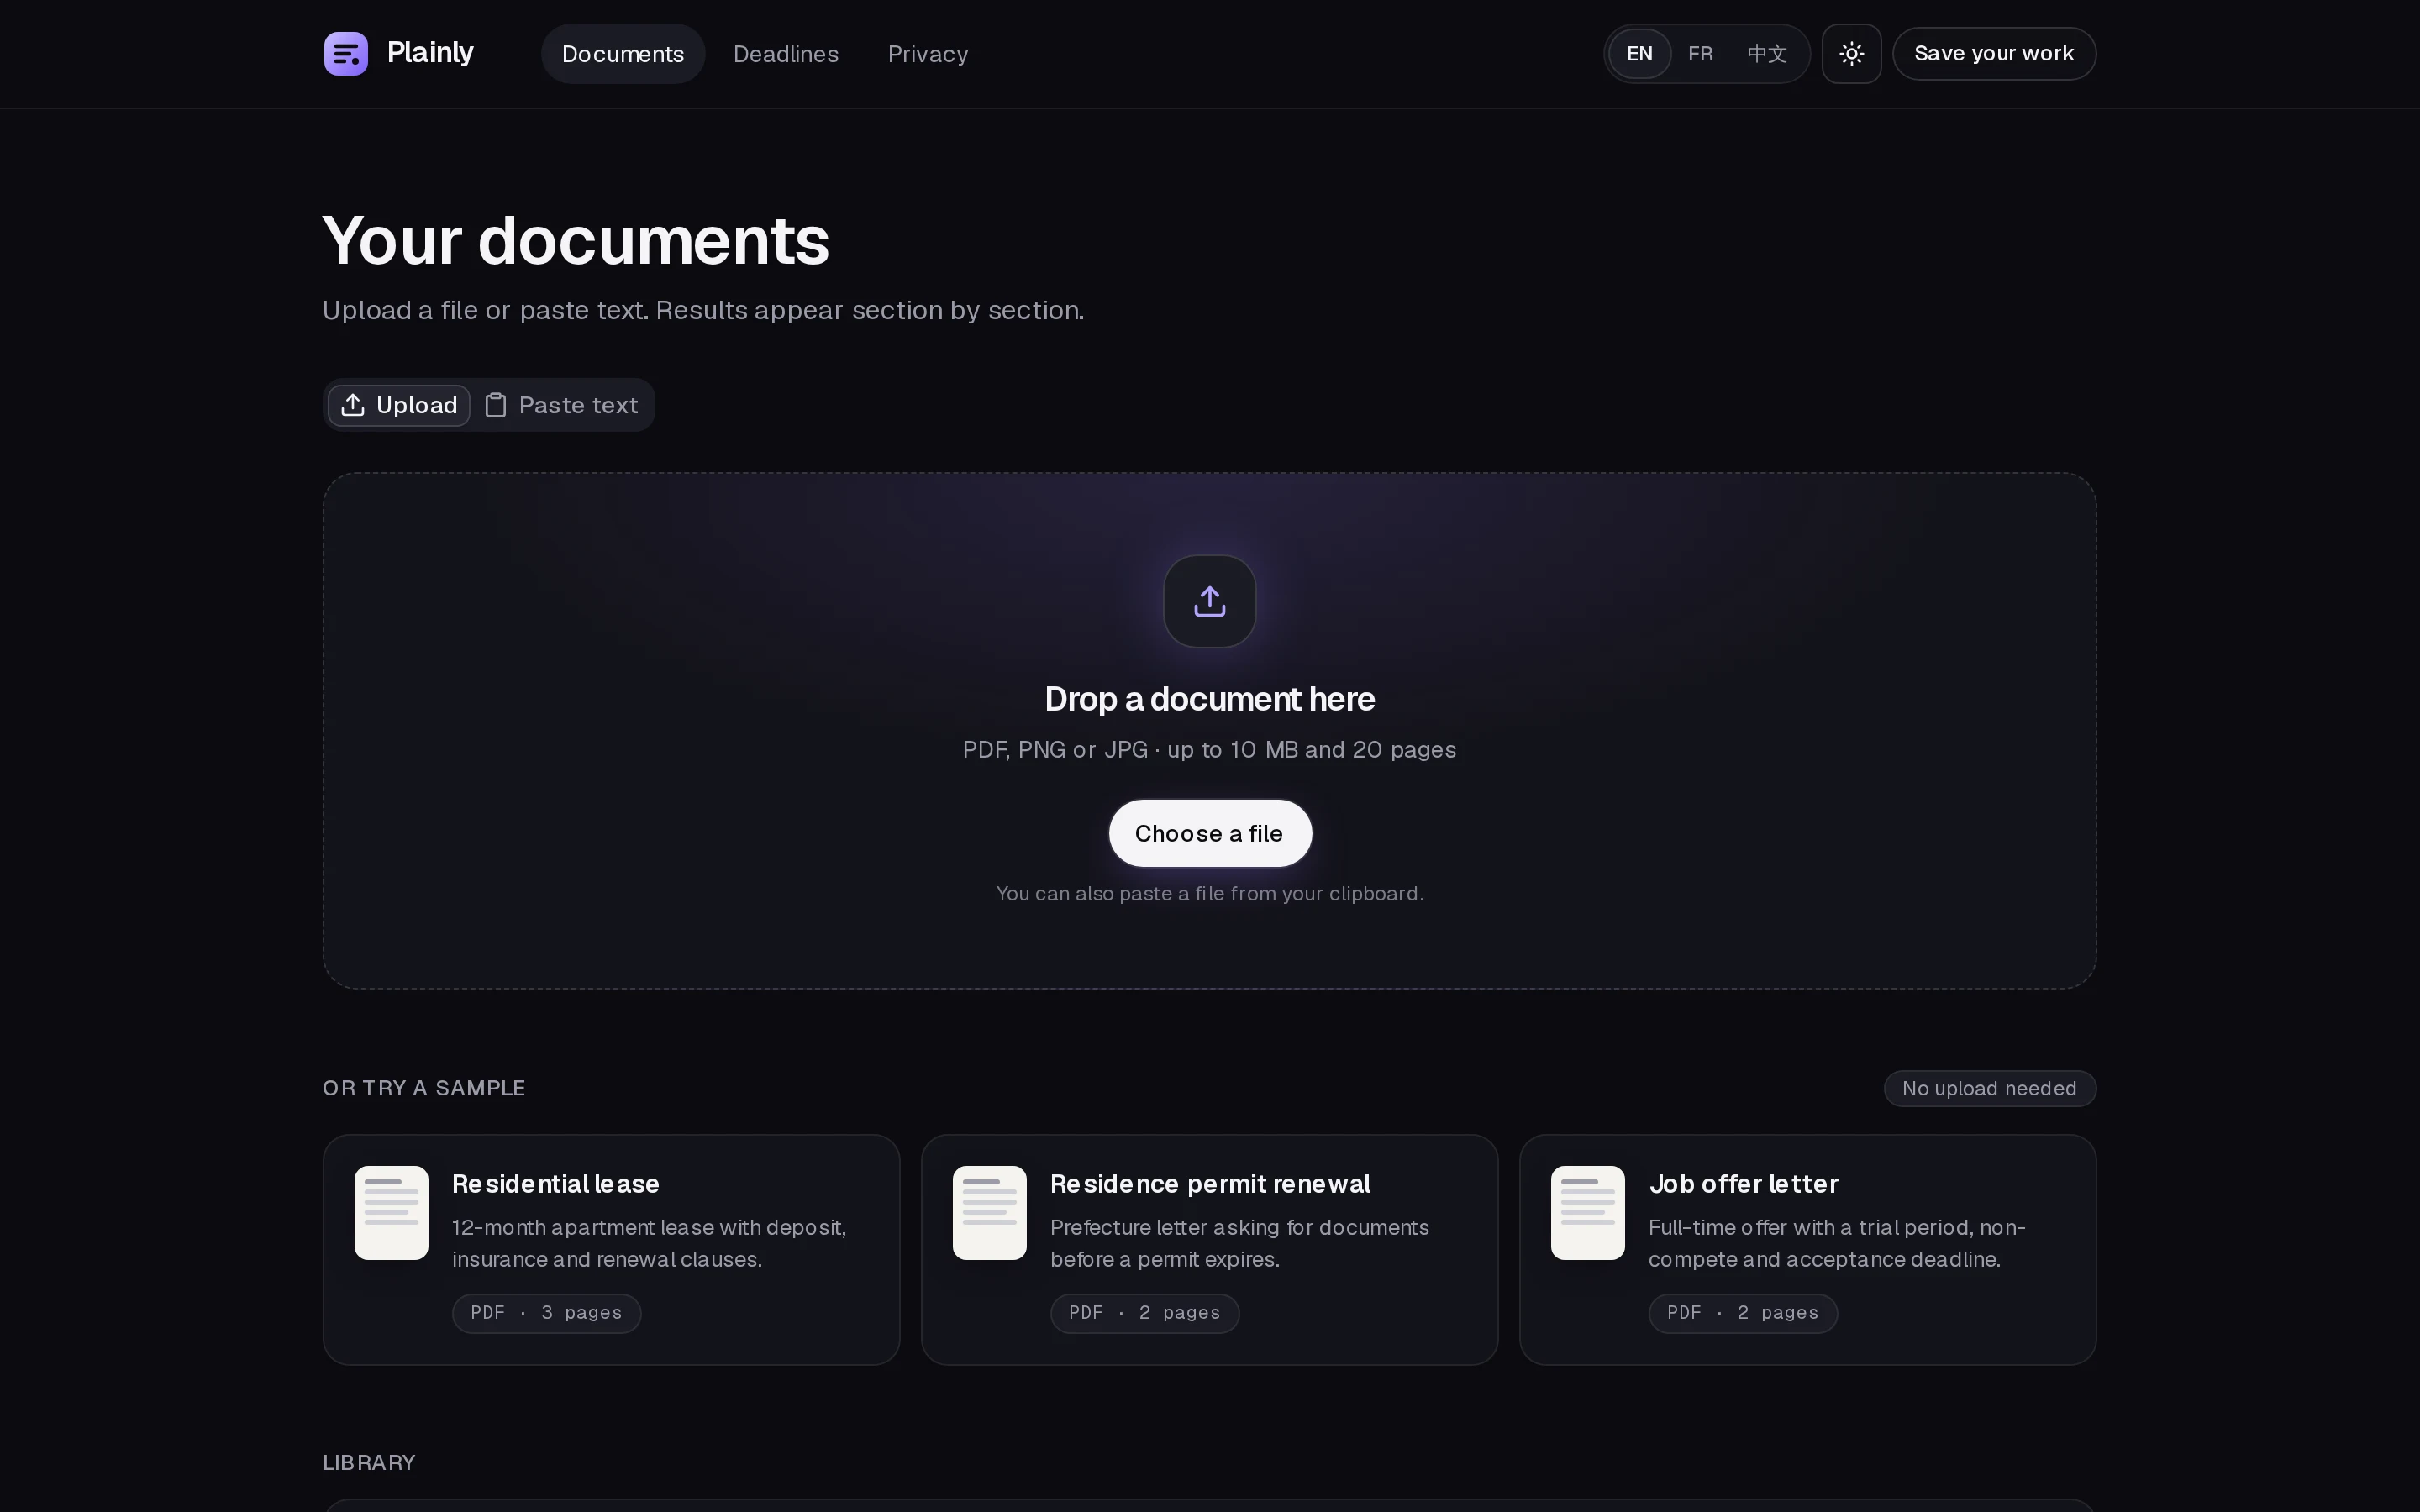 Plainly
Documents
Deadlines
Privacy
EN
FR
中文
Save your work
Your documents
Upload a file or paste text. Results appear section by section.
Upload
Paste text
Drop a document here
PDF, PNG or JPG · up to 10 MB and 20 pages
Choose a file
You can also paste a file from your clipboard.
OR TRY A SAMPLE
No upload needed
Residential lease
12-month apartment lease with deposit,
insurance and renewal clauses.
PDF · 3 pages
Residence permit renewal
Prefecture letter asking for documents
before a permit expires.
PDF · 2 pages
Job offer letter
Full-time offer with a trial period, non-
compete and acceptance deadline.
PDF · 2 pages
LIBRARY